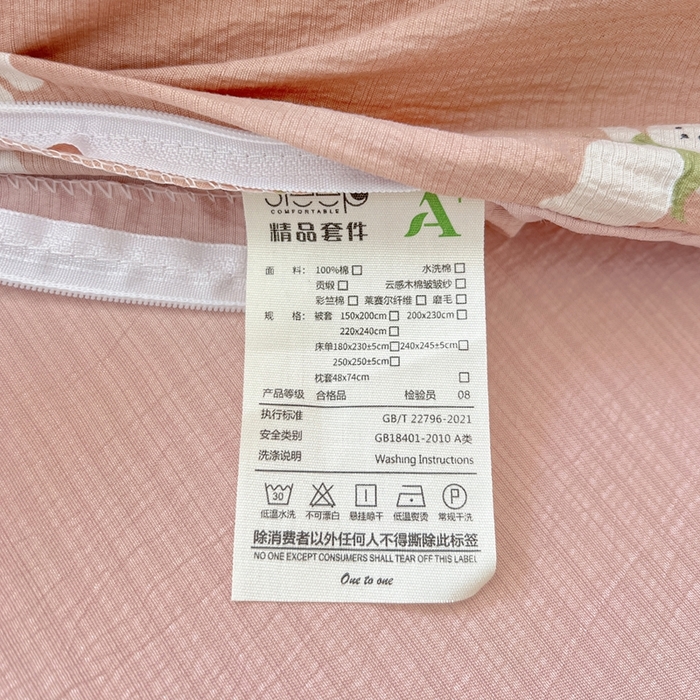 sleep
COMFORTABLE
A+
精品套件
面 料: 100%棉□ 水洗棉□
贡缎□ 云感木棉皱皱纱□
彩竺棉□ 莱赛尔纤维□ 磨毛□
规 格: 被套 150x200cm□ 200x230cm□
220x240cm□
床单180x230±5cm□240x245±5cm□
250x250±5cm□
枕套48x74cm □
产品等级 合格品 检验员 08
执行标准 GB/T 22796-2021
安全类别 GB18401-2010 A类
洗涤说明 Washing Instructions
30 P
低温水洗 不可漂白 悬挂晾干 低温熨烫 常规干洗
除消费者以外任何人不得撕除此标签
NO ONE EXCEPT CONSUMERS SHALL TEAR OFF THIS LABEL
One to one